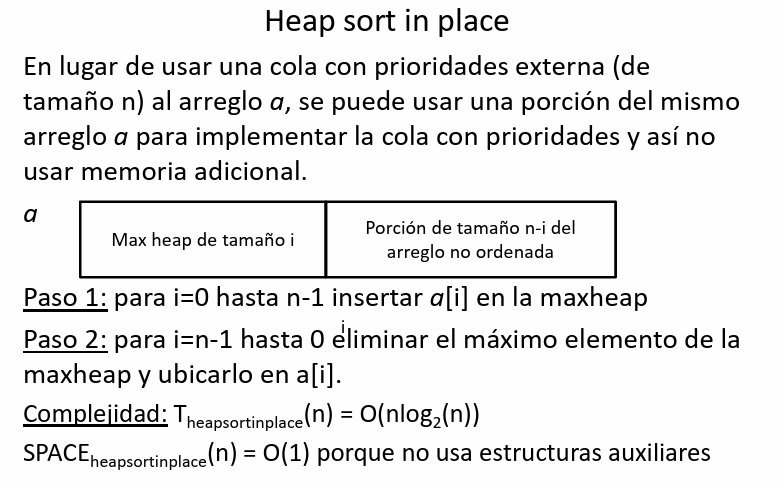 Heap sort in place
En lugar de usar una cola con prioridades externa (de
tamaño n) al arreglo a, se puede usar una porción del mismo
arreglo a para implementar la cola con prioridades y así no
usar memoria adicional.
a
Max heap de tamaño i
Porción de tamaño n-i del
arreglo no ordenada
Paso 1: para i=0 hasta n-1 insertar a[i] en la maxheap
i
Paso 2: para i=n-1 hasta 0 eliminar el máximo elemento de la
maxheap y ubicarlo en a[i].
Complejidad: Theapsortinplace(n) = O(nlog2(n))
SPACEheapsortinplace(n) = O(1) porque no usa estructuras auxiliares